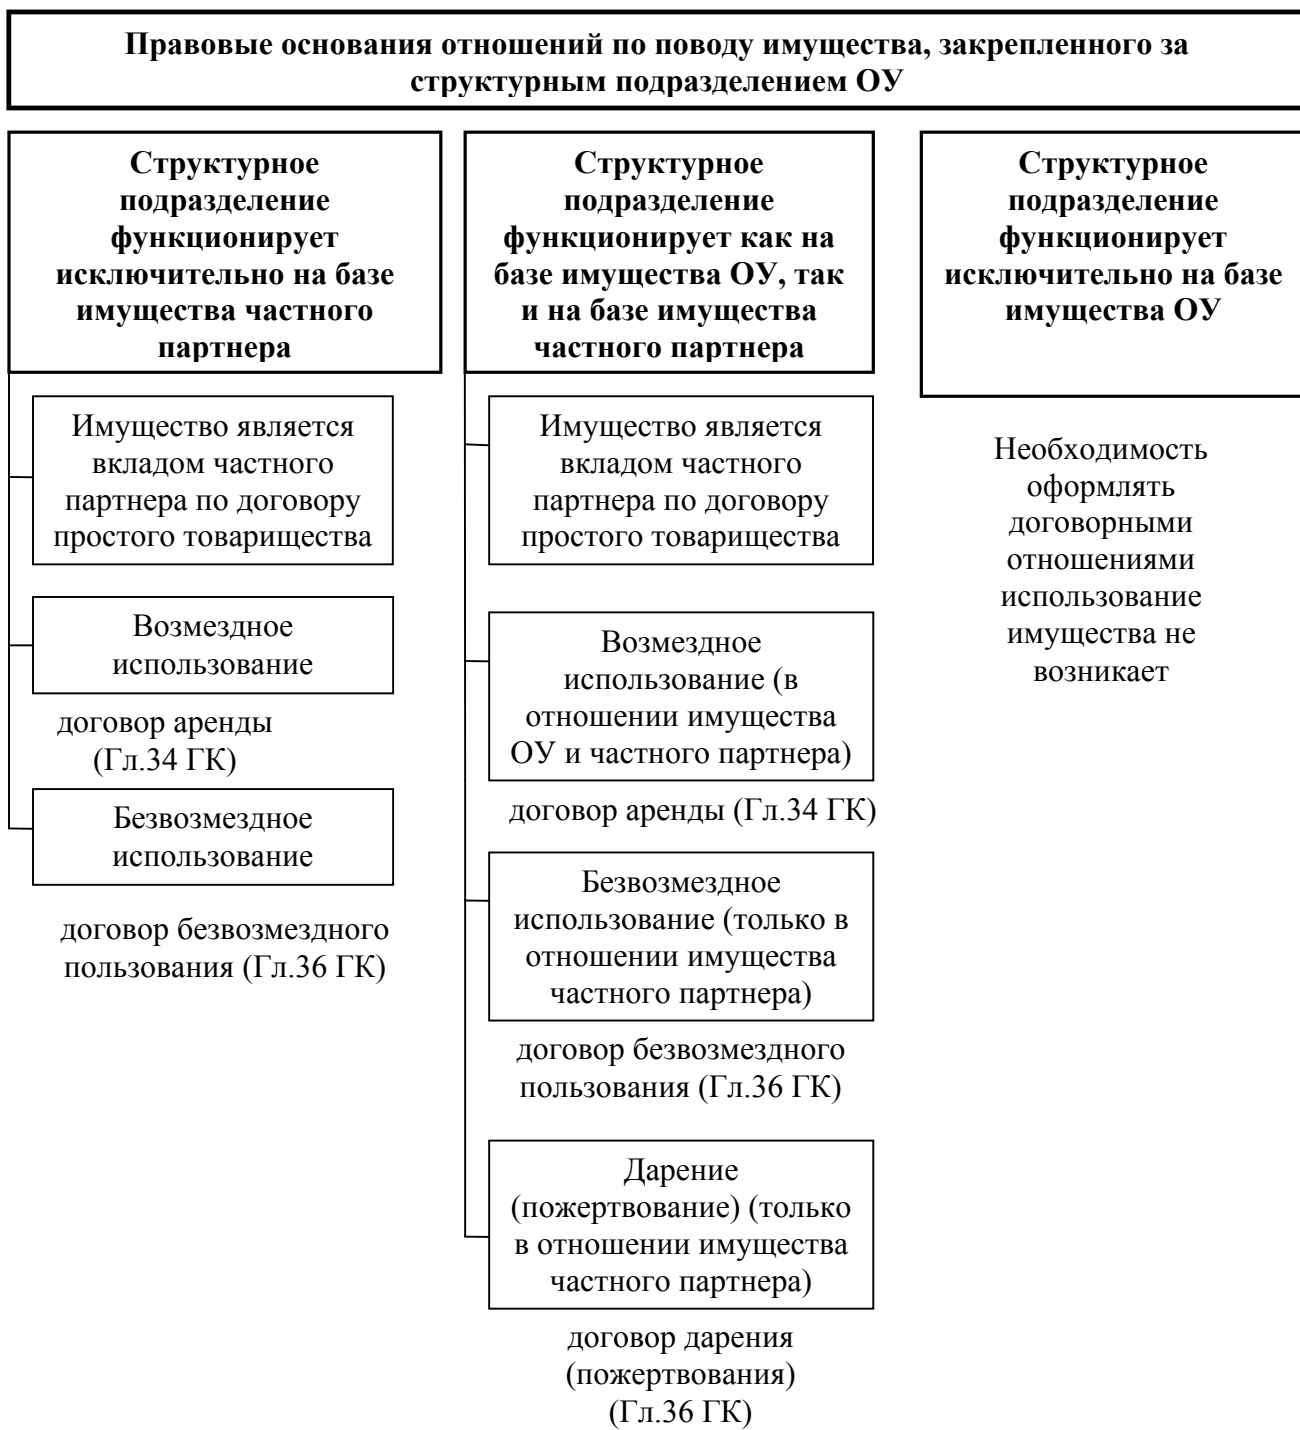 Правовые основания отношений по поводу имущества, закрепленного за
структурным подразделением ОУ
Структурное
подразделение
функционирует
исключительно на базе
имущества частного
партнера
Имущество является
вкладом частного
партнера по договору
простого товарищества
Возмездное
использование
договор аренды
(Гл.34 ГК)
Безвозмездное
использование
договор безвозмездного
пользования (Гл.36 ГК)
Структурное
подразделение
функционирует как на
базе имущества ОУ, так
и на базе имущества
частного партнера
Имущество является
вкладом частного
партнера по договору
простого товарищества
Возмездное
использование (в
отношении имущества
ОУ и частного партнера)
договор аренды (Гл.34 ГК)
Безвозмездное
использование (только в
отношении имущества
частного партнера)
договор безвозмездного
пользования (Гл.36 ГК)
Дарение
(пожертвование) (только
в отношении имущества
частного партнера)
договор дарения
(пожертвования)
(Гл.36 ГК)
Структурное
подразделение
функционирует
исключительно на базе
имущества ОУ
Необходимость
оформлять
договорными
отношениями
использование
имущества не
возникает